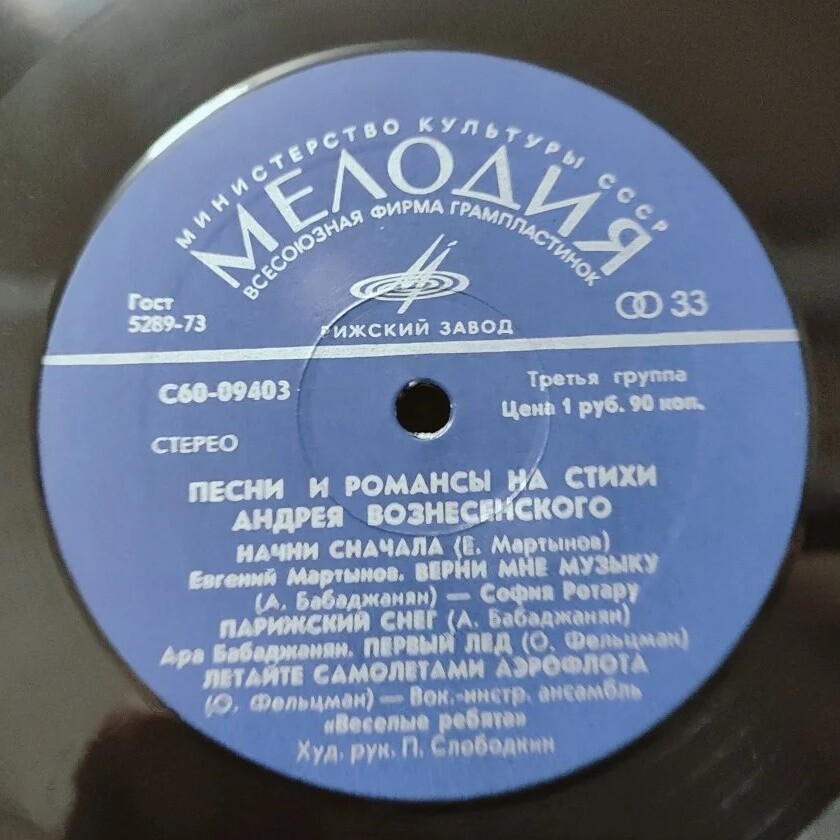 МИНИСТЕРСТВО КУЛЬТУРЫ СССР
МЕЛОДИЯ
ВСЕСОЮЗНАЯ ФИРМА ГРАМПЛАСТИНОК
Гост
5289-73
33
РИЖСКИЙ ЗАВОД
С60-09403
Третья группа
Цена 1 руб. 90 коп.
СТЕРЕО
ПЕСНИ И РОМАНСЫ НА СТИХИ
АНДРЕЯ ВОЗНЕСЕНСКОГО
НАЧНИ СНАЧАЛА (Е. Мартынов)
Евгений Мартынов. ВЕРНИ МНЕ МУЗЫКУ
(А. Бабаджанян) — София Ротару
ПАРИЖСКИЙ СНЕГ (А. Бабаджанян)
Ара Бабаджанян. ПЕРВЫЙ ЛЕД (О. Фельцман)
ЛЕТАЙТЕ САМОЛЕТАМИ АЭРОФЛОТА
(О. Фельцман) — Вок.-инстр. ансамбль
«Веселые ребята»
Худ. рук. П. Слободкин